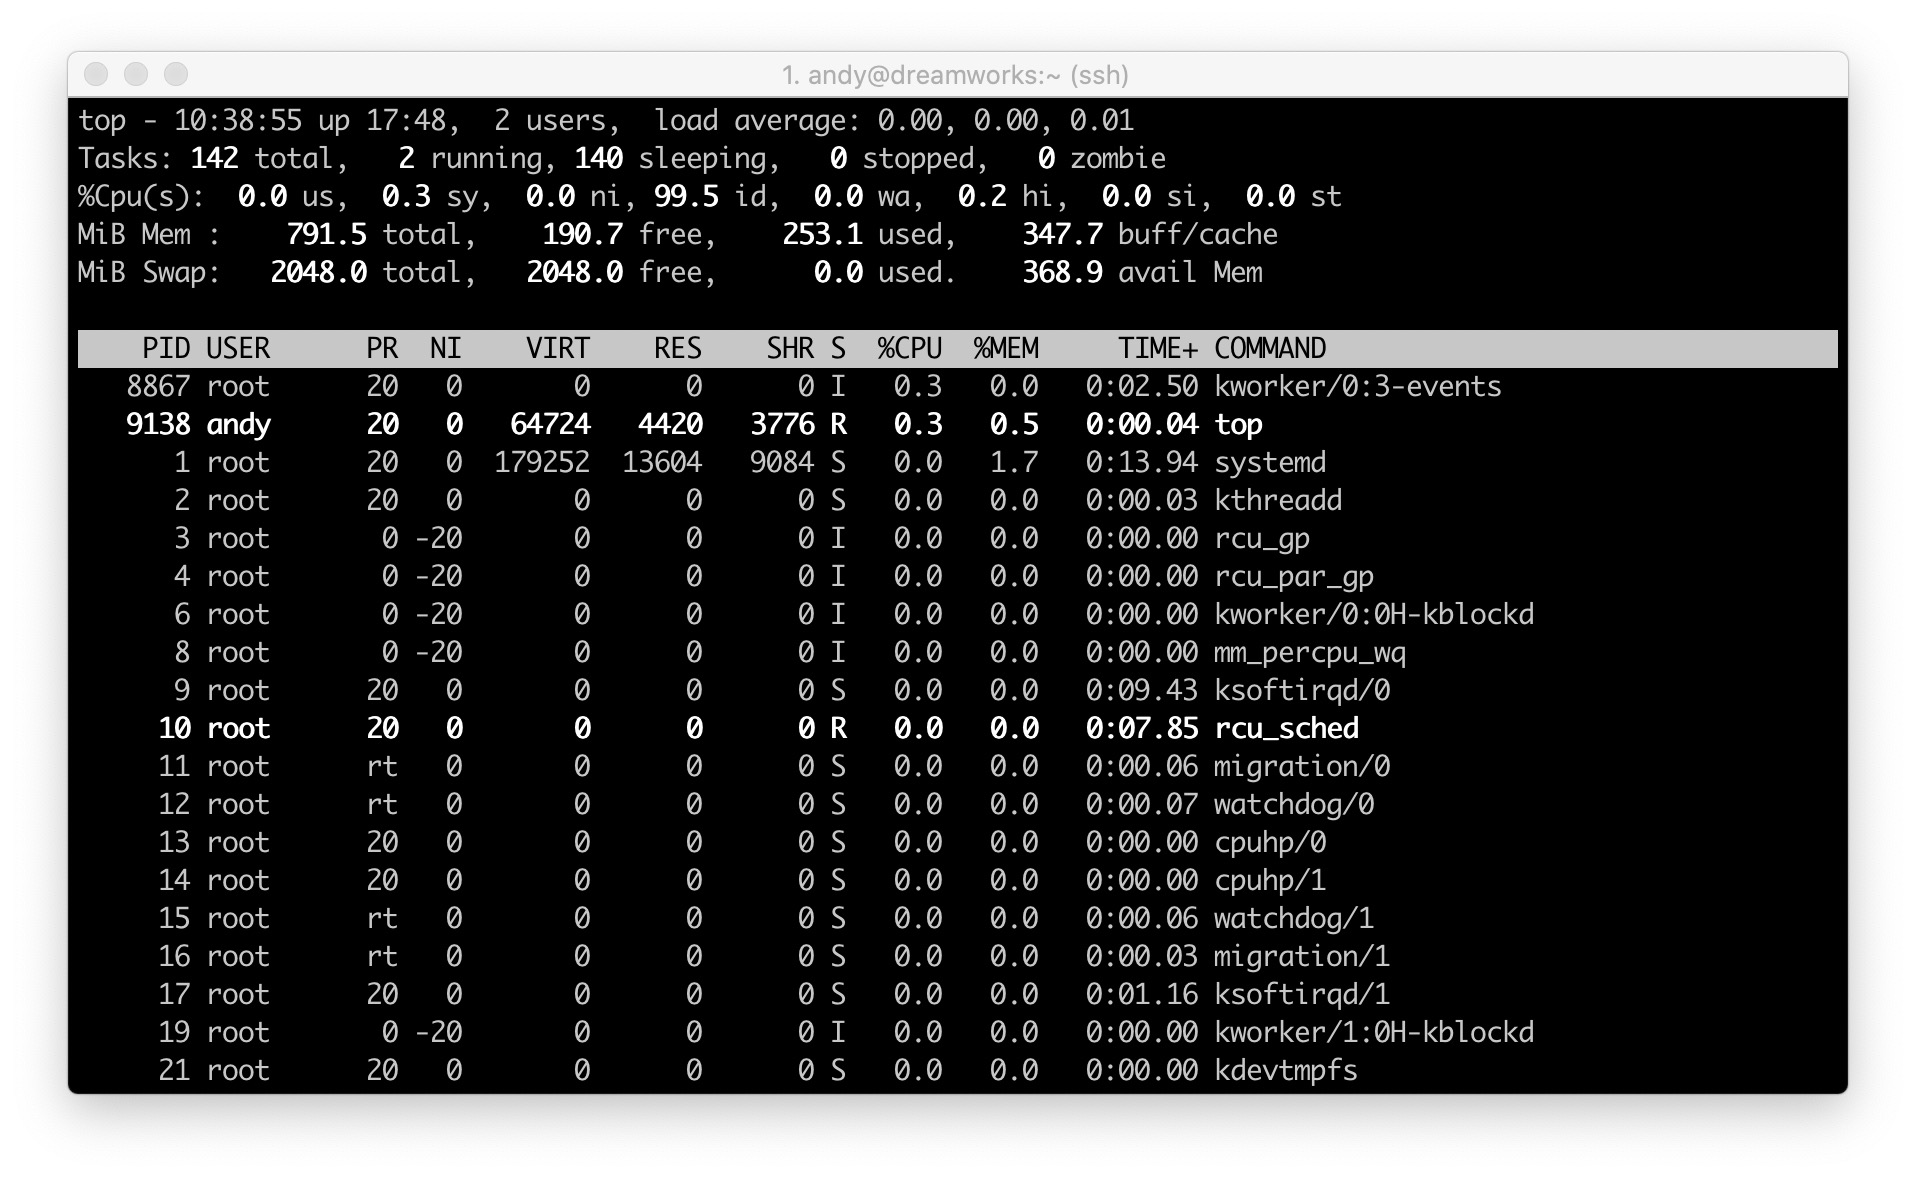 1. andy@dreamworks:~ (ssh)
top - 10:38:55 up 17:48,  2 users,  load average: 0.00, 0.00, 0.01
Tasks: 142 total,   2 running, 140 sleeping,   0 stopped,   0 zombie
%Cpu(s):  0.0 us,  0.3 sy,  0.0 ni, 99.5 id,  0.0 wa,  0.2 hi,  0.0 si,  0.0 st
MiB Mem :    791.5 total,    190.7 free,    253.1 used,    347.7 buff/cache
MiB Swap:   2048.0 total,   2048.0 free,      0.0 used.    368.9 avail Mem
    PID USER      PR  NI    VIRT    RES    SHR S  %CPU  %MEM     TIME+ COMMAND
   8867 root      20   0       0      0      0 I   0.3   0.0   0:02.50 kworker/0:3-events
   9138 andy      20   0   64724   4420   3776 R   0.3   0.5   0:00.04 top
      1 root      20   0  179252  13604   9084 S   0.0   1.7   0:13.94 systemd
      2 root      20   0       0      0      0 S   0.0   0.0   0:00.03 kthreadd
      3 root       0 -20       0      0      0 I   0.0   0.0   0:00.00 rcu_gp
      4 root       0 -20       0      0      0 I   0.0   0.0   0:00.00 rcu_par_gp
      6 root       0 -20       0      0      0 I   0.0   0.0   0:00.00 kworker/0:0H-kblockd
      8 root       0 -20       0      0      0 I   0.0   0.0   0:00.00 mm_percpu_wq
      9 root      20   0       0      0      0 S   0.0   0.0   0:09.43 ksoftirqd/0
     10 root      20   0       0      0      0 R   0.0   0.0   0:07.85 rcu_sched
     11 root      rt   0       0      0      0 S   0.0   0.0   0:00.06 migration/0
     12 root      rt   0       0      0      0 S   0.0   0.0   0:00.07 watchdog/0
     13 root      20   0       0      0      0 S   0.0   0.0   0:00.00 cpuhp/0
     14 root      20   0       0      0      0 S   0.0   0.0   0:00.00 cpuhp/1
     15 root      rt   0       0      0      0 S   0.0   0.0   0:00.06 watchdog/1
     16 root      rt   0       0      0      0 S   0.0   0.0   0:00.03 migration/1
     17 root      20   0       0      0      0 S   0.0   0.0   0:01.16 ksoftirqd/1
     19 root       0 -20       0      0      0 I   0.0   0.0   0:00.00 kworker/1:0H-kblockd
     21 root      20   0       0      0      0 S   0.0   0.0   0:00.00 kdevtmpfs